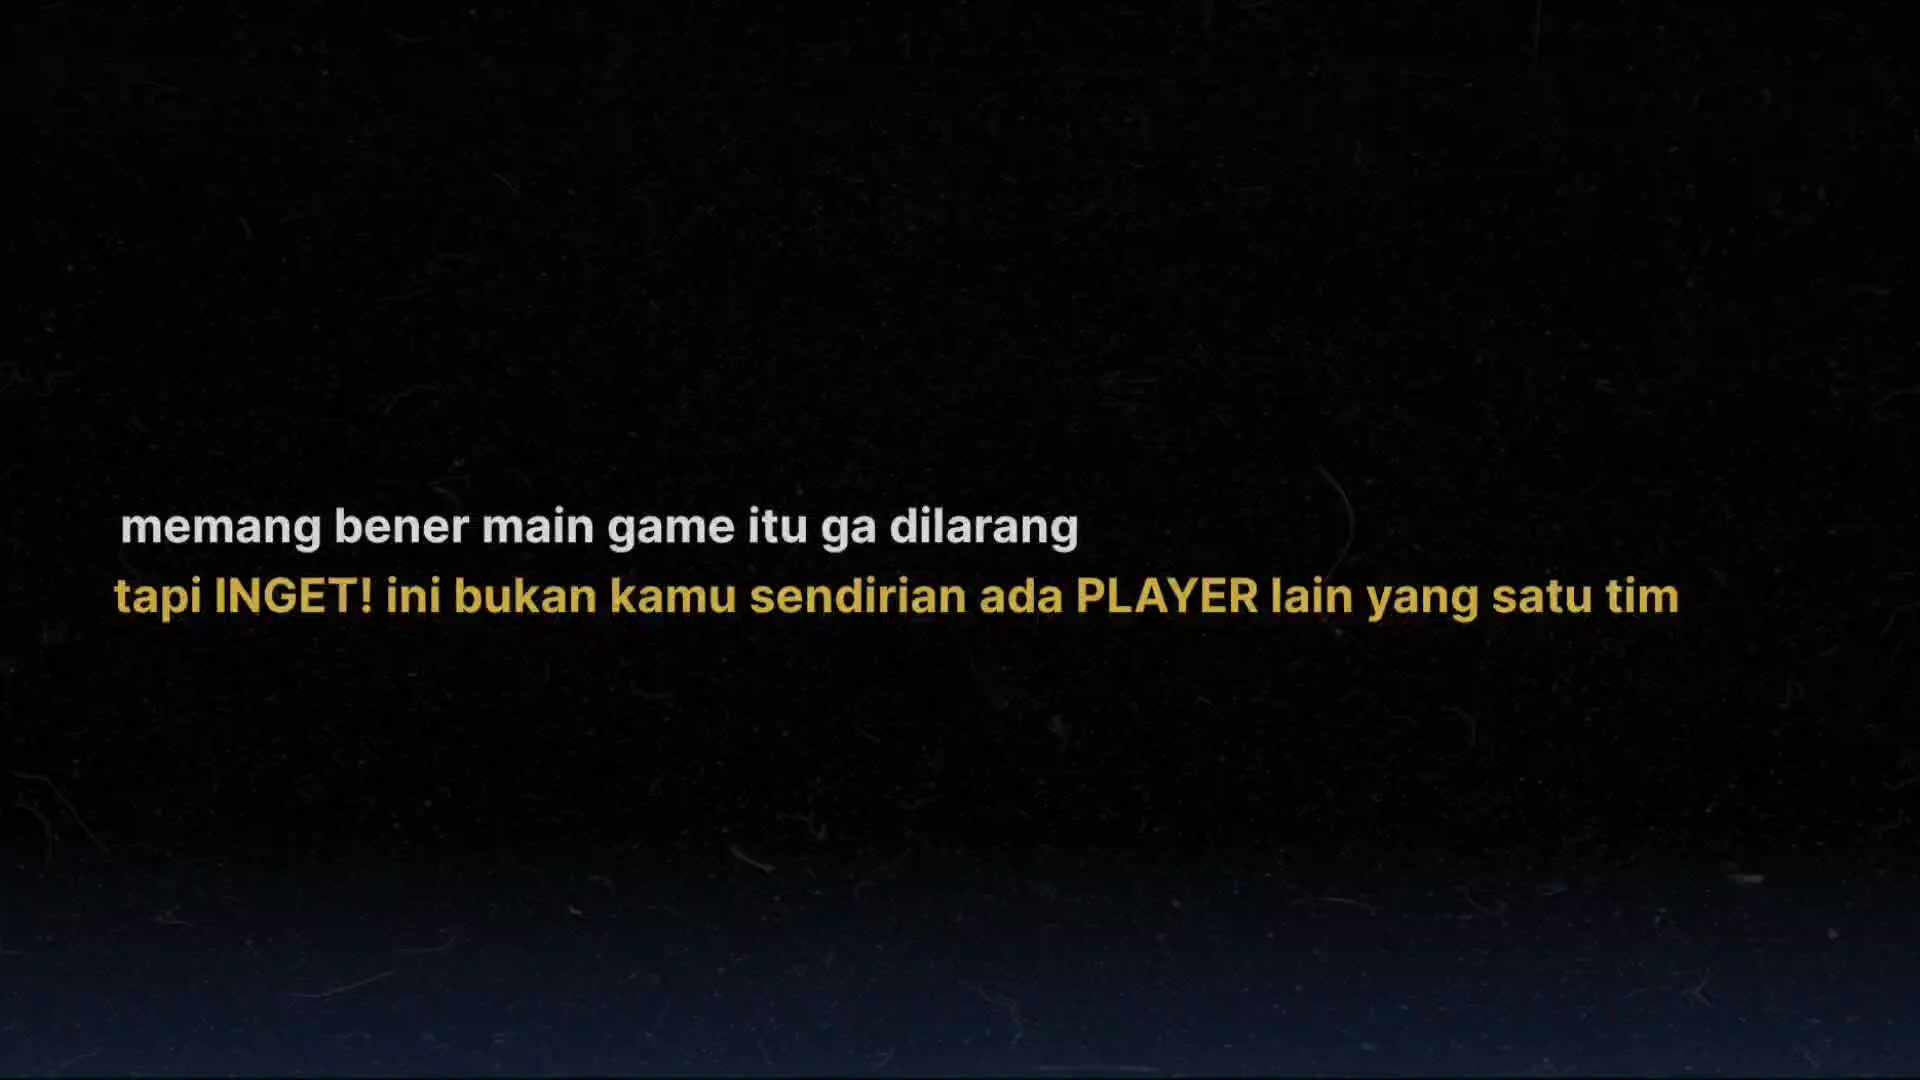 memang bener main game itu ga dilarang
tapi INGET! ini bukan kamu sendirian ada PLAYER lain yang satu tim